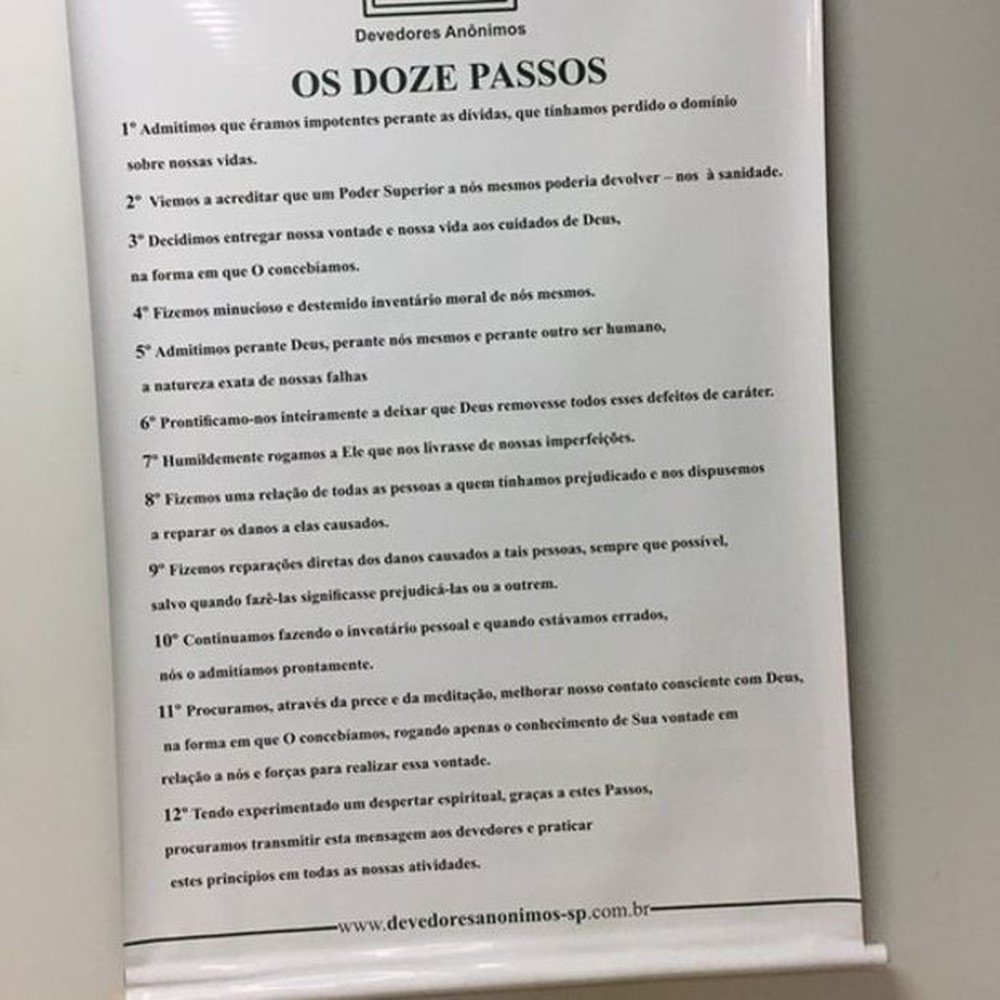 Devedores Anônimos
OS DOZE PASSOS
1º Admitimos que éramos impotentes perante as dívidas, que tínhamos perdido o domínio
sobre nossas vidas.
2º Viemos a acreditar que um Poder Superior a nós mesmos poderia devolver – nos à sanidade.
3º Decidimos entregar nossa vontade e nossa vida aos cuidados de Deus,
na forma em que O concebíamos.
4º Fizemos minucioso e destemido inventário moral de nós mesmos.
5º Admitimos perante Deus, perante nós mesmos e perante outro ser humano,
a natureza exata de nossas falhas
6º Prontificamo-nos inteiramente a deixar que Deus removesse todos esses defeitos de caráter.
7º Humildemente rogamos a Ele que nos livrasse de nossas imperfeições.
8º Fizemos uma relação de todas as pessoas a quem tínhamos prejudicado e nos dispusemos
a reparar os danos a elas causados.
9º Fizemos reparações diretas dos danos causados a tais pessoas, sempre que possível,
salvo quando fazê-las significasse prejudicá-las ou a outrem.
10º Continuamos fazendo o inventário pessoal e quando estávamos errados,
nós o admitíamos prontamente.
11º Procuramos, através da prece e da meditação, melhorar nosso contato consciente com Deus,
na forma em que O concebíamos, rogando apenas o conhecimento de Sua vontade em
relação a nós e forças para realizar essa vontade.
12º Tendo experimentado um despertar espiritual, graças a estes Passos,
procuramos transmitir esta mensagem aos devedores e praticar
estes princípios em todas as nossas atividades.
www.devedoresanonimos-sp.com.br